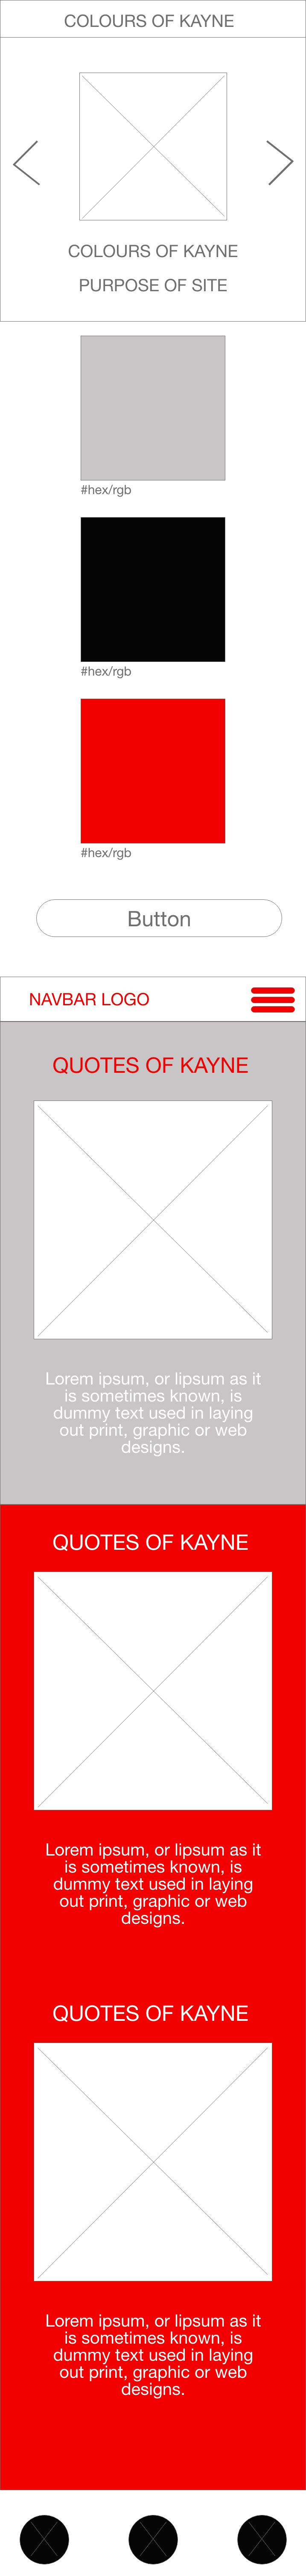 COLOURS OF KAYNE
COLOURS OF KAYNE
PURPOSE OF SITE
#hex/rgb
#hex/rgb
#hex/rgb
Button
NAVBAR LOGO
QUOTES OF KAYNE
Lorem ipsum, or lipsum as it
is sometimes known, is
dummy text used in laying
out print, graphic or web
designs.
QUOTES OF KAYNE
Lorem ipsum, or lipsum as it
is sometimes known, is
dummy text used in laying
out print, graphic or web
designs.
QUOTES OF KAYNE
Lorem ipsum, or lipsum as it
is sometimes known, is
dummy text used in laying
out print, graphic or web
designs.